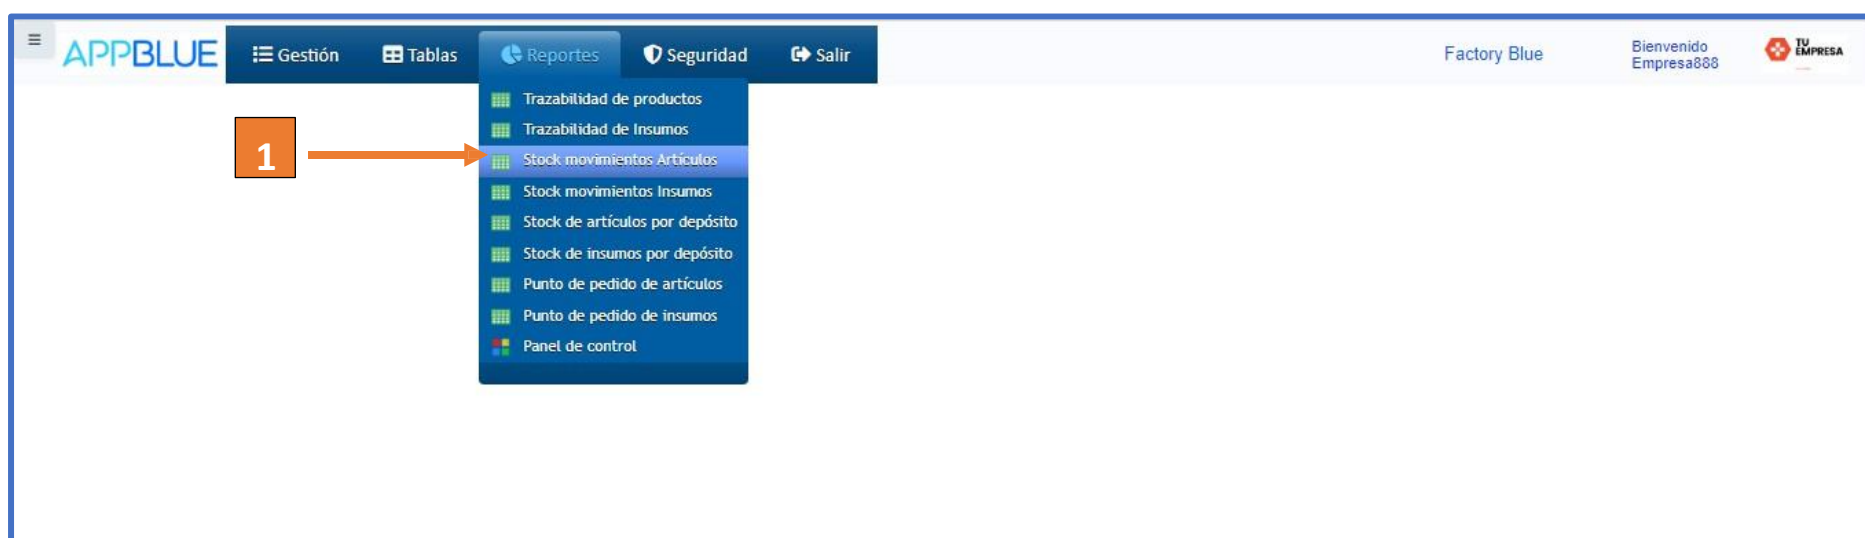 APPBLUE
Gestión
Tablas
Reportes
Seguridad
Salir
Factory Blue
Bienvenido
Empresa888
TU
EMPRESA
Trazabilidad de productos
Trazabilidad de Insumos
1
Stock movimientos Artículos
Stock movimientos Insumos
Stock de artículos por depósito
Stock de insumos por depósito
Punto de pedido de artículos
Punto de pedido de insumos
Panel de control